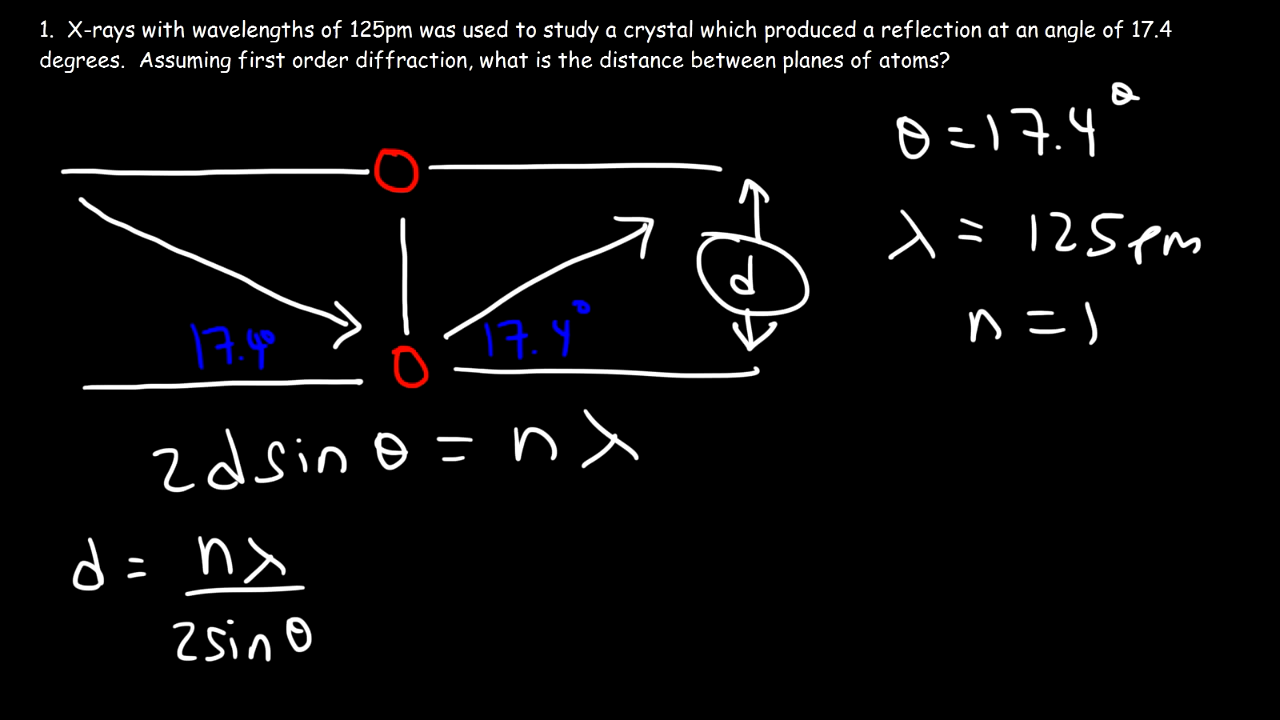 1. X-rays with wavelengths of 125pm was used to study a crystal which produced a reflection at an angle of 17.4
degrees. Assuming first order diffraction, what is the distance between planes of atoms?
θ = 17.4°
λ = 125pm
n = 1
d
17.4° 17.4°
2d sin θ = nλ
d = nλ
2 sin θ